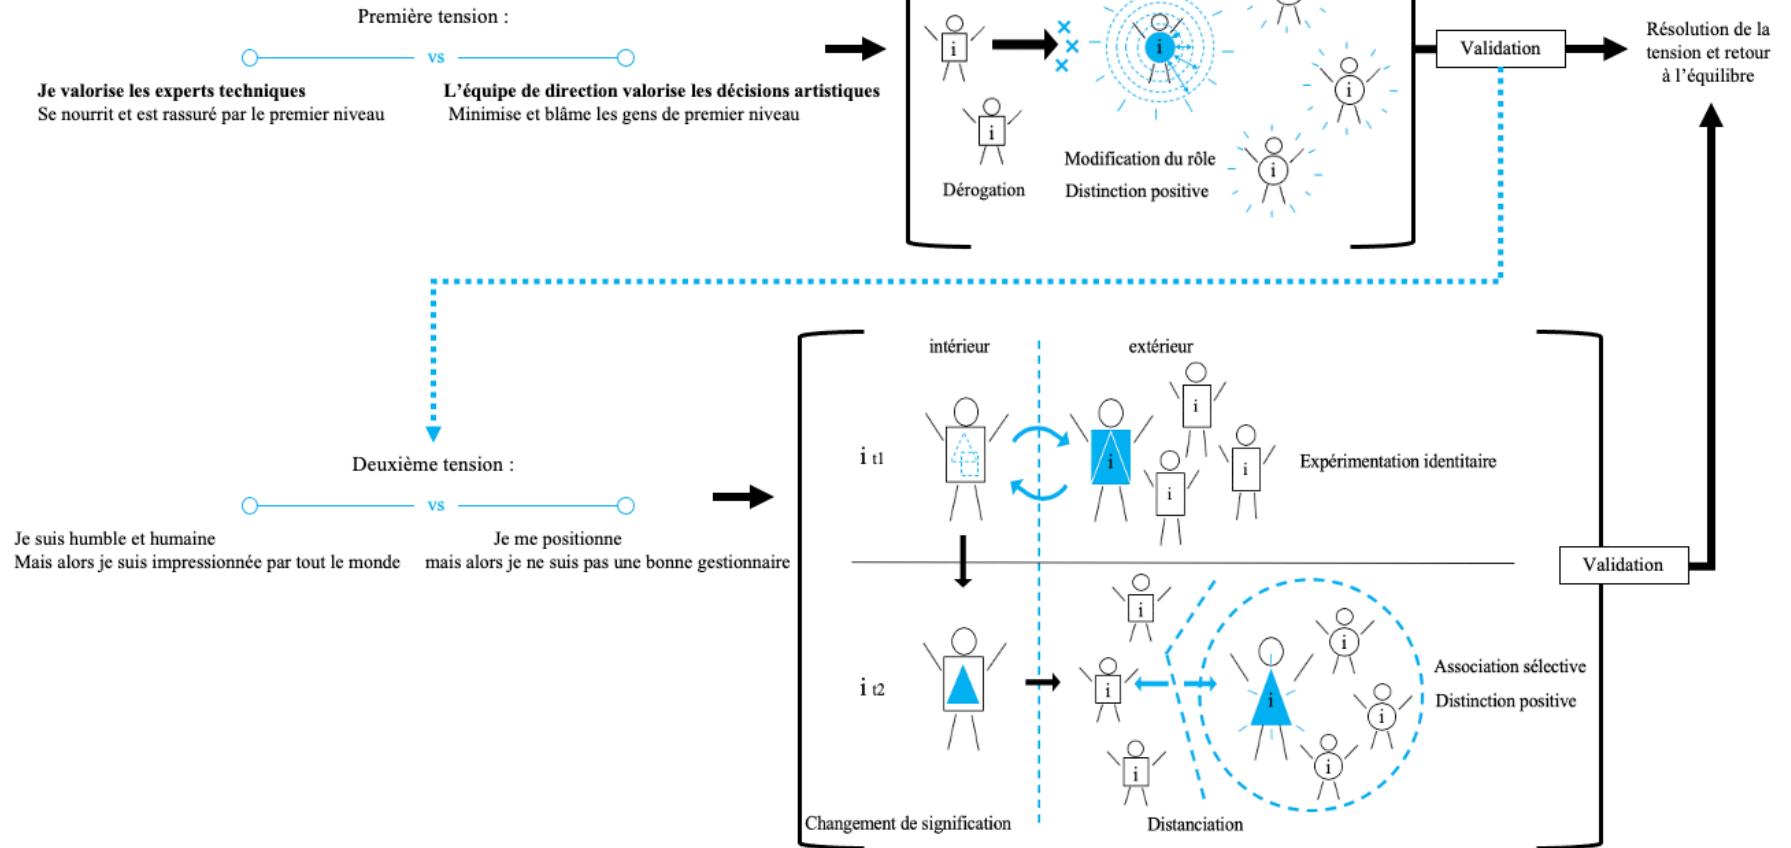 Première tension :
vs
Je valorise les experts techniques
Se nourrit et est rassuré par le premier niveau
L'équipe de direction valorise les décisions artistiques
Minimise et blâme les gens de premier niveau
i
i
i
i
i
Dérogation
Modification du rôle
Distinction positive
Validation
Résolution de la
tension et retour
à l'équilibre
Deuxième tension :
vs
Je suis humble et humaine
Mais alors je suis impressionnée par tout le monde
Je me positionne
mais alors je ne suis pas une bonne gestionnaire
intérieur
extérieur
i t1
i
i
i
i
Expérimentation identitaire
Validation
i t2
i
i
i
i
i
i
i
Association sélective
Distinction positive
Changement de signification
Distanciation